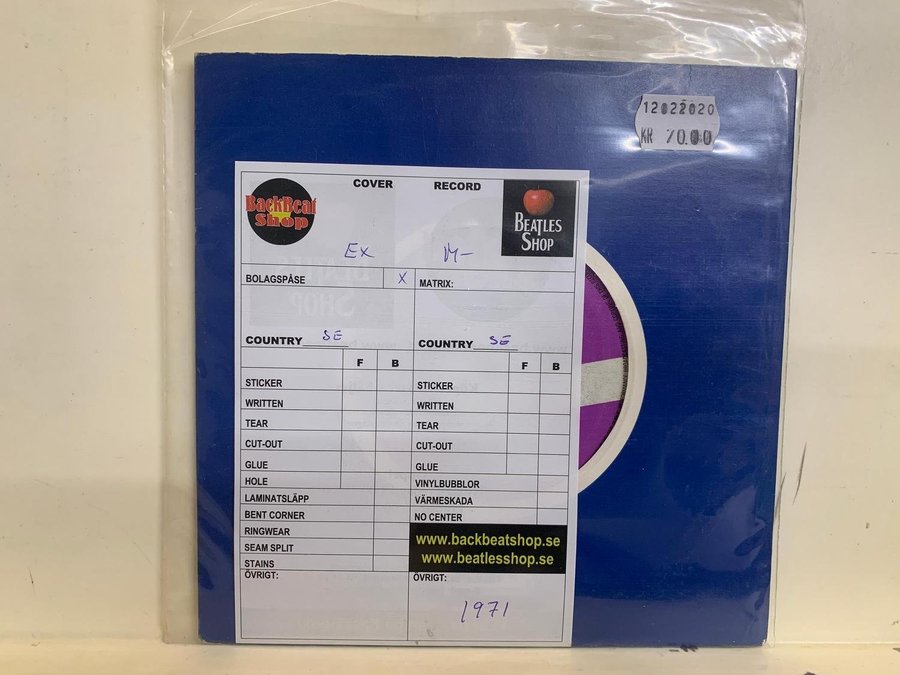 12022020
KR 70.00
COVER RECORD
BackBeat
Shop
BEATLES
SHOP
EX M-
BOLAGSPÅSE X MATRIX:
COUNTRY SE COUNTRY SE
F B F B
STICKER STICKER
WRITTEN WRITTEN
TEAR TEAR
CUT-OUT CUT-OUT
GLUE GLUE
HOLE VINYLBUBBLOR
LAMINATSLÄPP VÄRMESKADA
BENT CORNER NO CENTER
RINGWEAR
SEAM SPLIT
STAINS
www.backbeatshop.se
www.beatlesshop.se
ÖVRIGT: ÖVRIGT:
1971